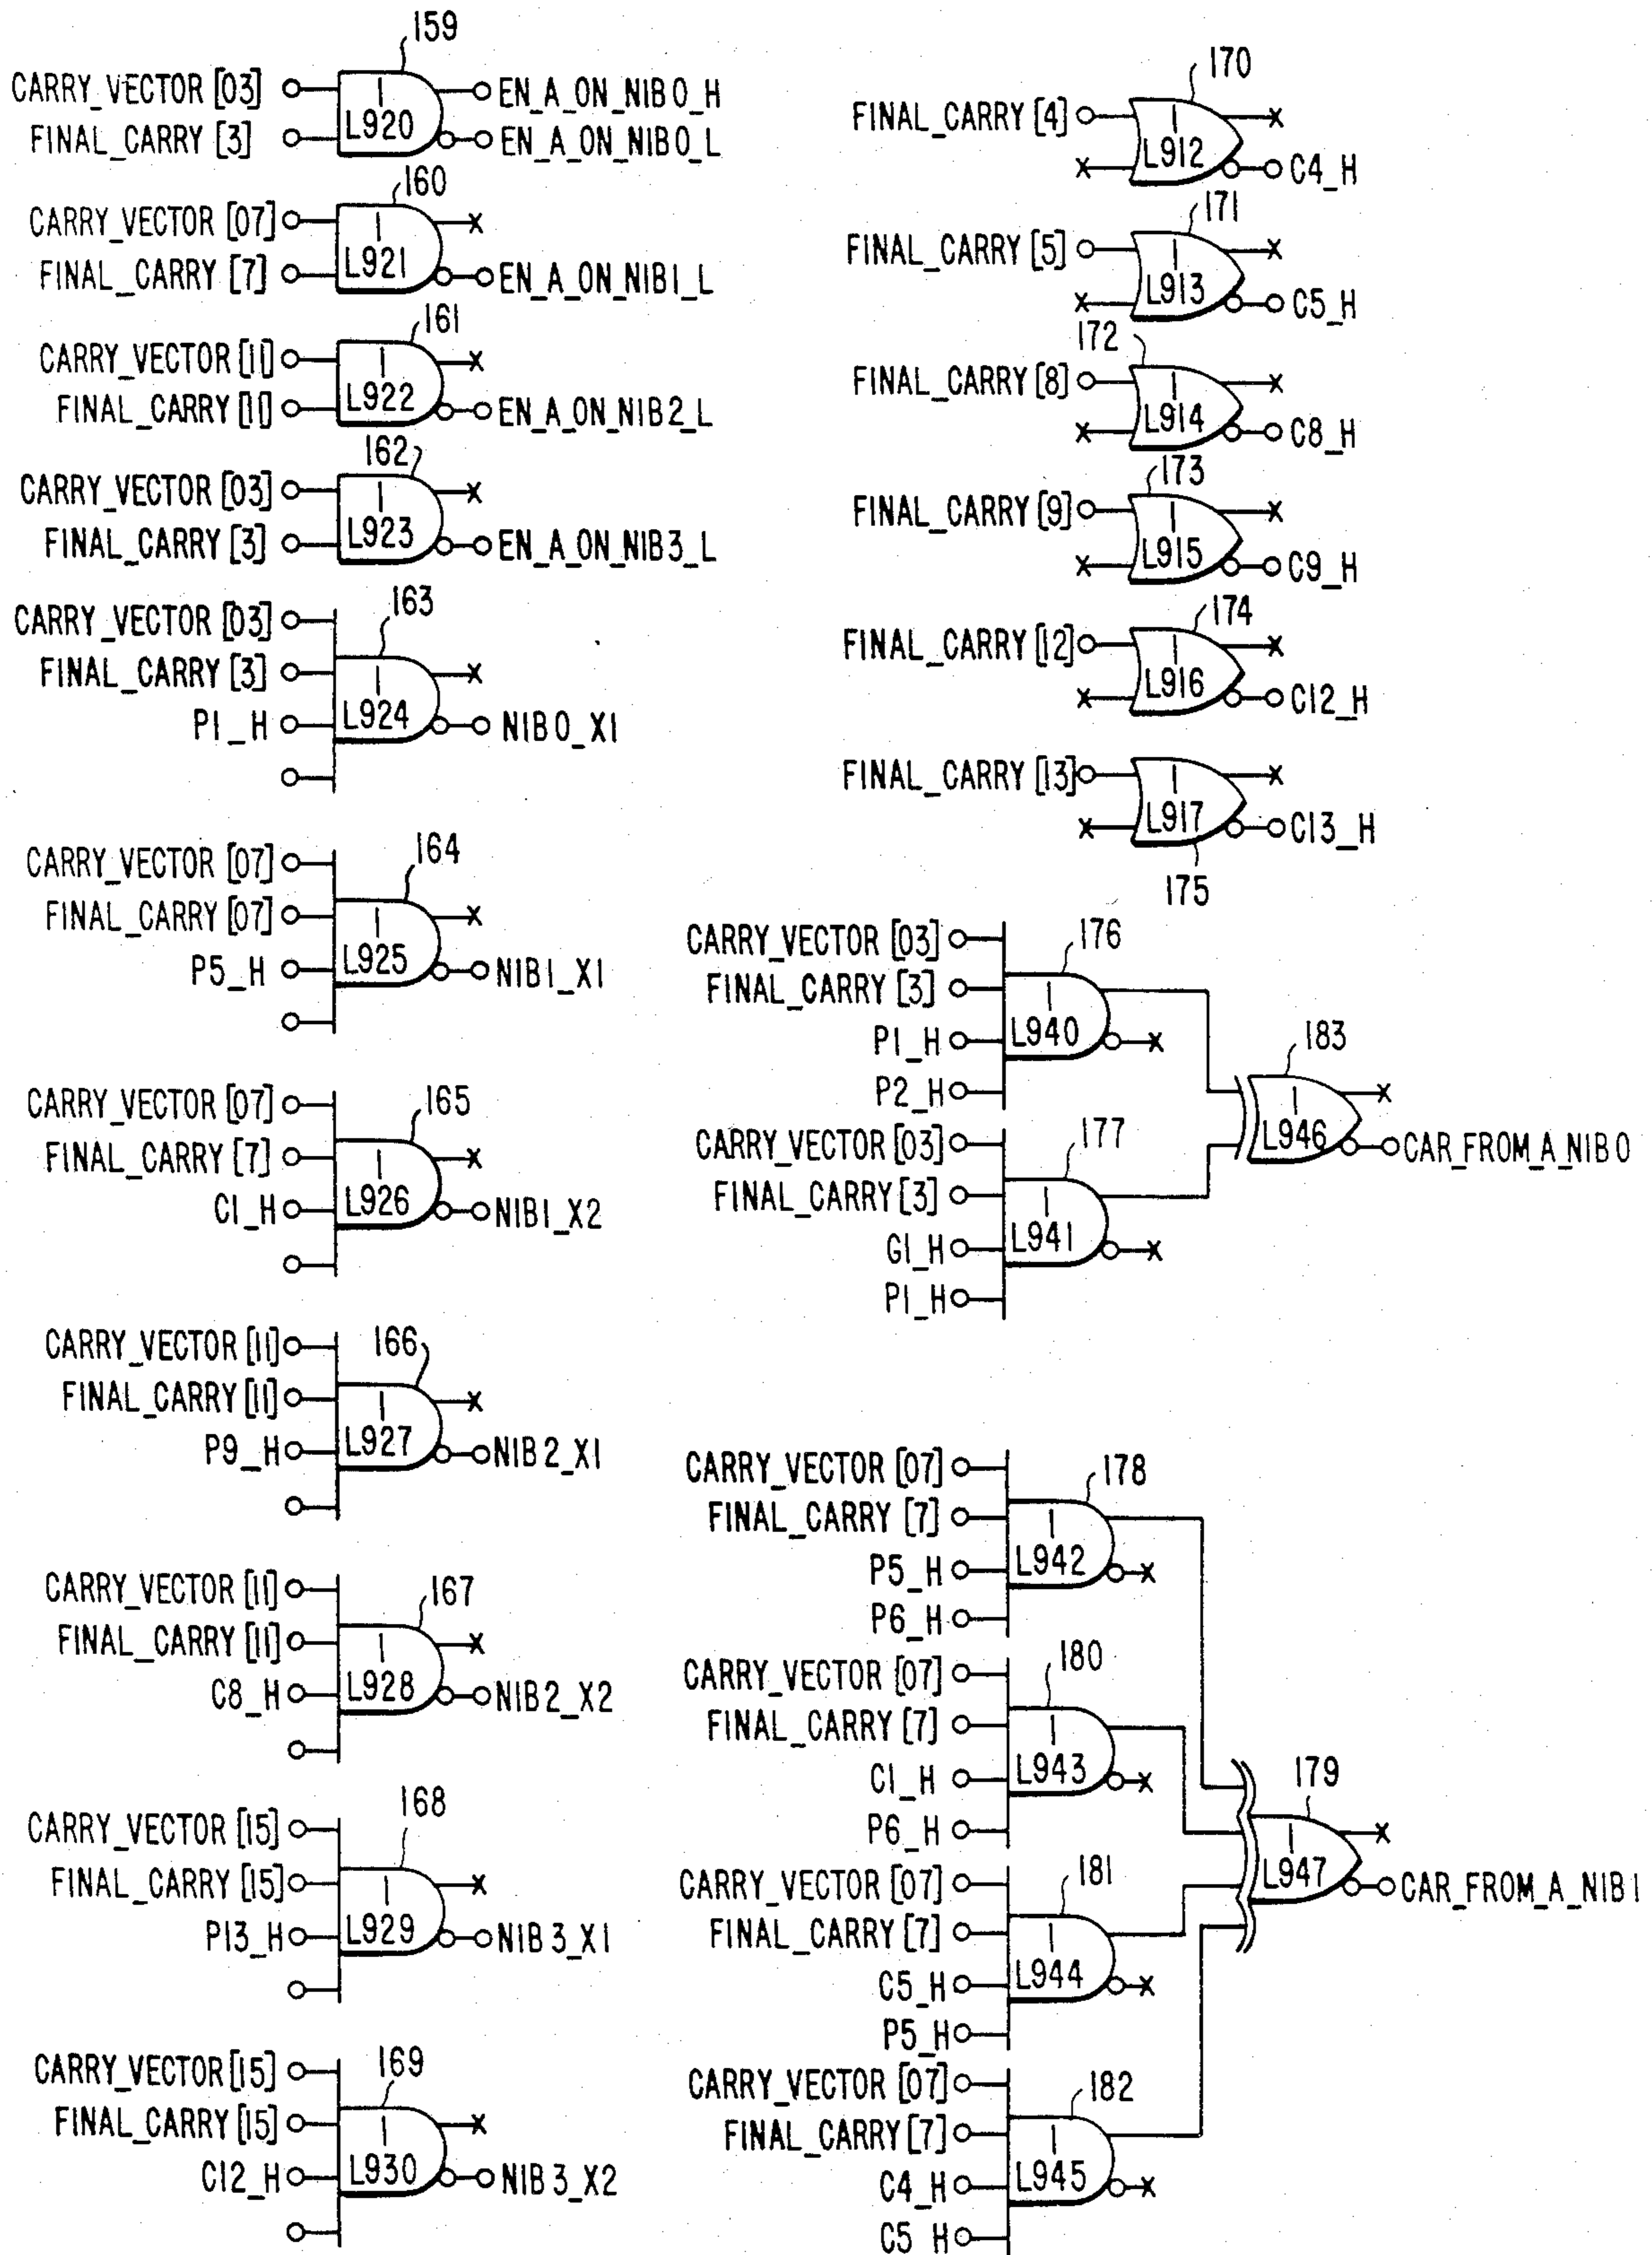 159
CARRY_VECTOR [03]
FINAL_CARRY [3]
L920
EN_A_ON_NIB0_H
EN_A_ON_NIB0_L
160
CARRY_VECTOR [07]
FINAL_CARRY [7]
L921
EN_A_ON_NIB1_L
161
CARRY_VECTOR [11]
FINAL_CARRY [11]
L922
EN_A_ON_NIB2_L
162
CARRY_VECTOR [03]
FINAL_CARRY [3]
L923
EN_A_ON_NIB3_L
163
CARRY_VECTOR [03]
FINAL_CARRY [3]
P1_H
L924
NIB0_X1
164
CARRY_VECTOR [07]
FINAL_CARRY [07]
P5_H
L925
NIB1_X1
165
CARRY_VECTOR [07]
FINAL_CARRY [7]
C1_H
L926
NIB1_X2
166
CARRY_VECTOR [11]
FINAL_CARRY [11]
P9_H
L927
NIB2_X1
167
CARRY_VECTOR [11]
FINAL_CARRY [11]
C8_H
L928
NIB2_X2
168
CARRY_VECTOR [15]
FINAL_CARRY [15]
P13_H
L929
NIB3_X1
169
CARRY_VECTOR [15]
FINAL_CARRY [15]
C12_H
L930
NIB3_X2
170
FINAL_CARRY [4]
L912
C4_H
171
FINAL_CARRY [5]
L913
C5_H
172
FINAL_CARRY [8]
L914
C8_H
173
FINAL_CARRY [9]
L915
C9_H
174
FINAL_CARRY [12]
L916
C12_H
FINAL_CARRY [13]
L917
C13_H
175
176
CARRY_VECTOR [03]
FINAL_CARRY [3]
P1_H
P2_H
L940
177
CARRY_VECTOR [03]
FINAL_CARRY [3]
G1_H
P1_H
L941
183
L946
CAR_FROM_A_NIB0
178
CARRY_VECTOR [07]
FINAL_CARRY [7]
P5_H
P6_H
L942
180
CARRY_VECTOR [07]
FINAL_CARRY [7]
C1_H
P6_H
L943
181
CARRY_VECTOR [07]
FINAL_CARRY [7]
C5_H
P5_H
L944
182
CARRY_VECTOR [07]
FINAL_CARRY [7]
C4_H
C5_H
L945
179
L947
CAR_FROM_A_NIB1